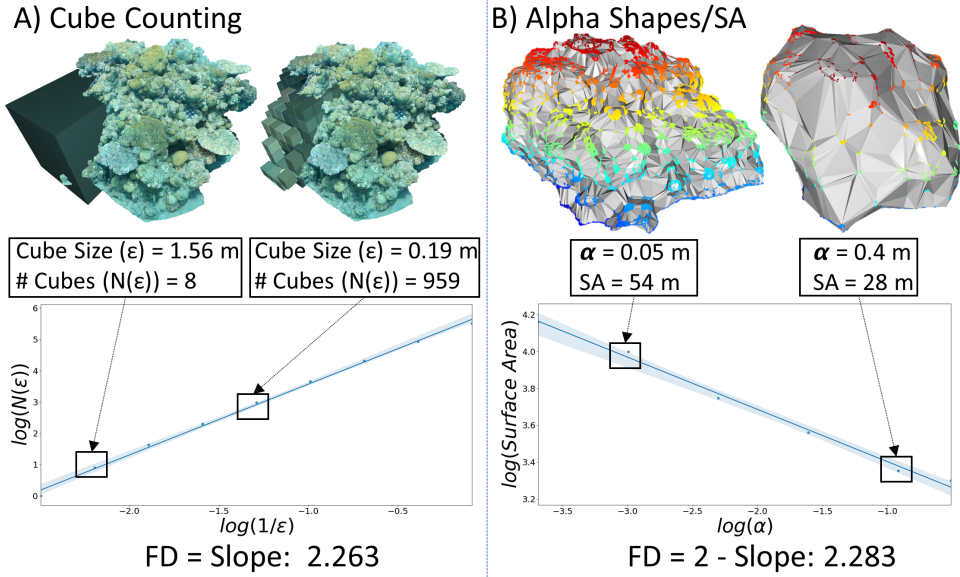 A) Cube Counting
Cube Size (ε) = 1.56 m
# Cubes (N(ε)) = 8
Cube Size (ε) = 0.19 m
# Cubes (N(ε)) = 959
log(N(ε))
6
5
4
3
2
1
0
−2.0
−1.5
−1.0
−0.5
log(1/ε)
FD = Slope: 2.263
B) Alpha Shapes/SA
α = 0.05 m
SA = 54 m
α = 0.4 m
SA = 28 m
log(Surface Area)
4.2
4.0
3.8
3.6
3.4
3.2
−3.5
−3.0
−2.5
−2.0
−1.5
−1.0
log(α)
FD = 2 - Slope: 2.283